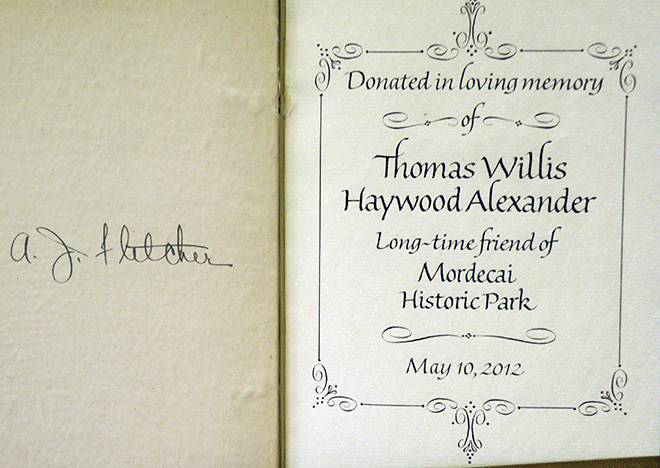 A. J. Fletcher
Donated in loving memory
of
Thomas Willis
Haywood Alexander
Long-time friend of
Mordecai
Historic Park
May 10, 2012